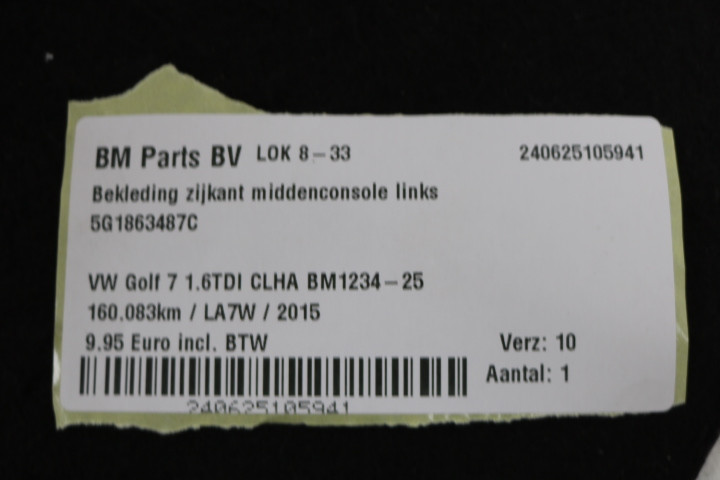 BM Parts BV LOK 8-33 240625105941
Bekleding zijkant middenconsole links
5G1863487C
VW Golf 7 1.6TDI CLHA BM1234-25
160.083km / LA7W / 2015
9.95 Euro incl. BTW Verz: 10
Aantal: 1
240625105941